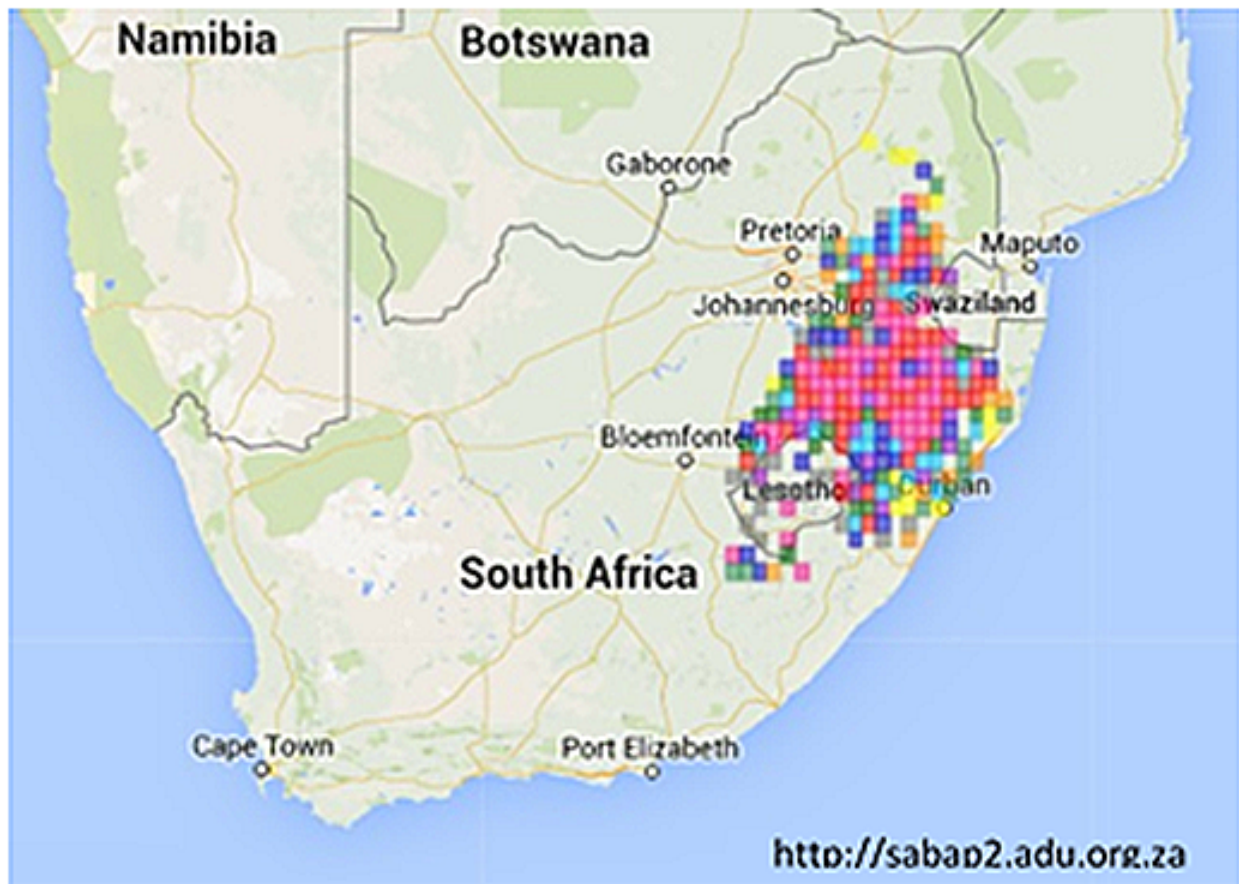 Namibia
Botswana
Gaborone
Pretoria
Maputo
Johannesburg
Swaziland
Bloemfontein
Lesotho
Durban
South Africa
Cape Town
Port Elizabeth
http://sabap2.adu.org.za